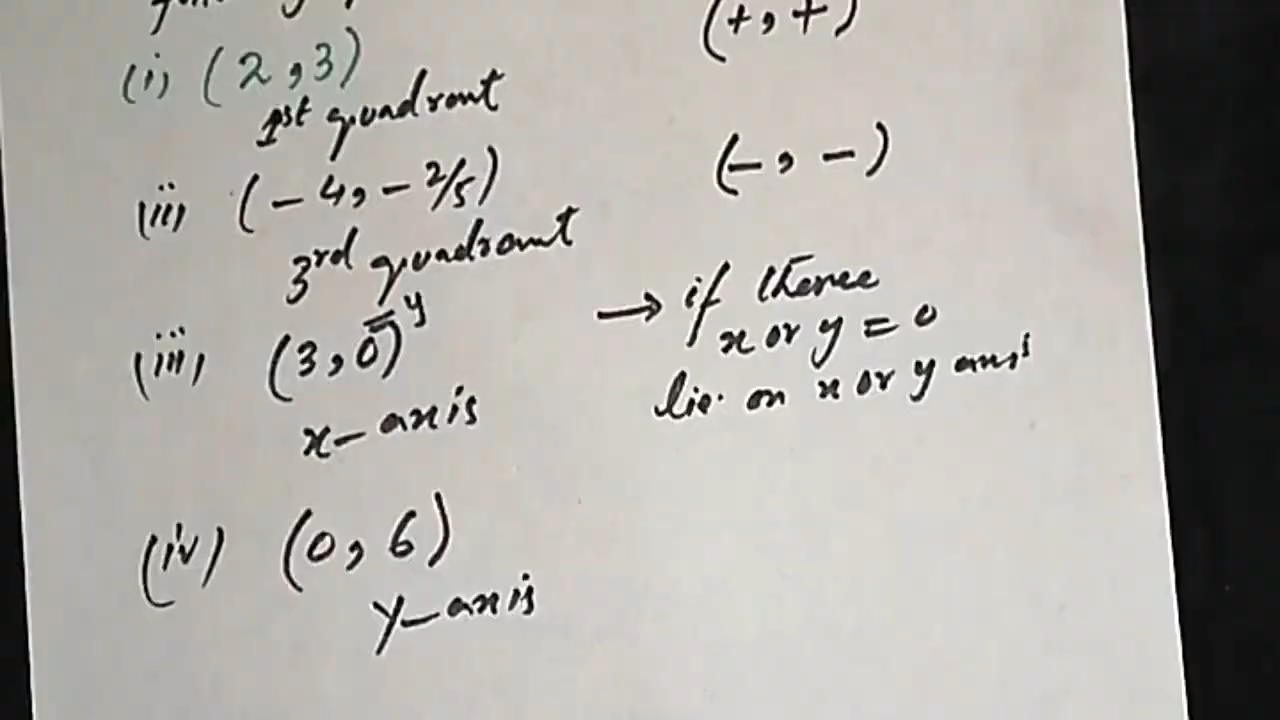 (i) (2,3)
(+,+)
1st quadrant
(ii) (-4,-2/5)
(-,-)
3rd quadrant
(iii) (3,0) y
x-axis
→ if there
x or y = 0
lie on x or y axis
(iv) (0,6)
y-axis